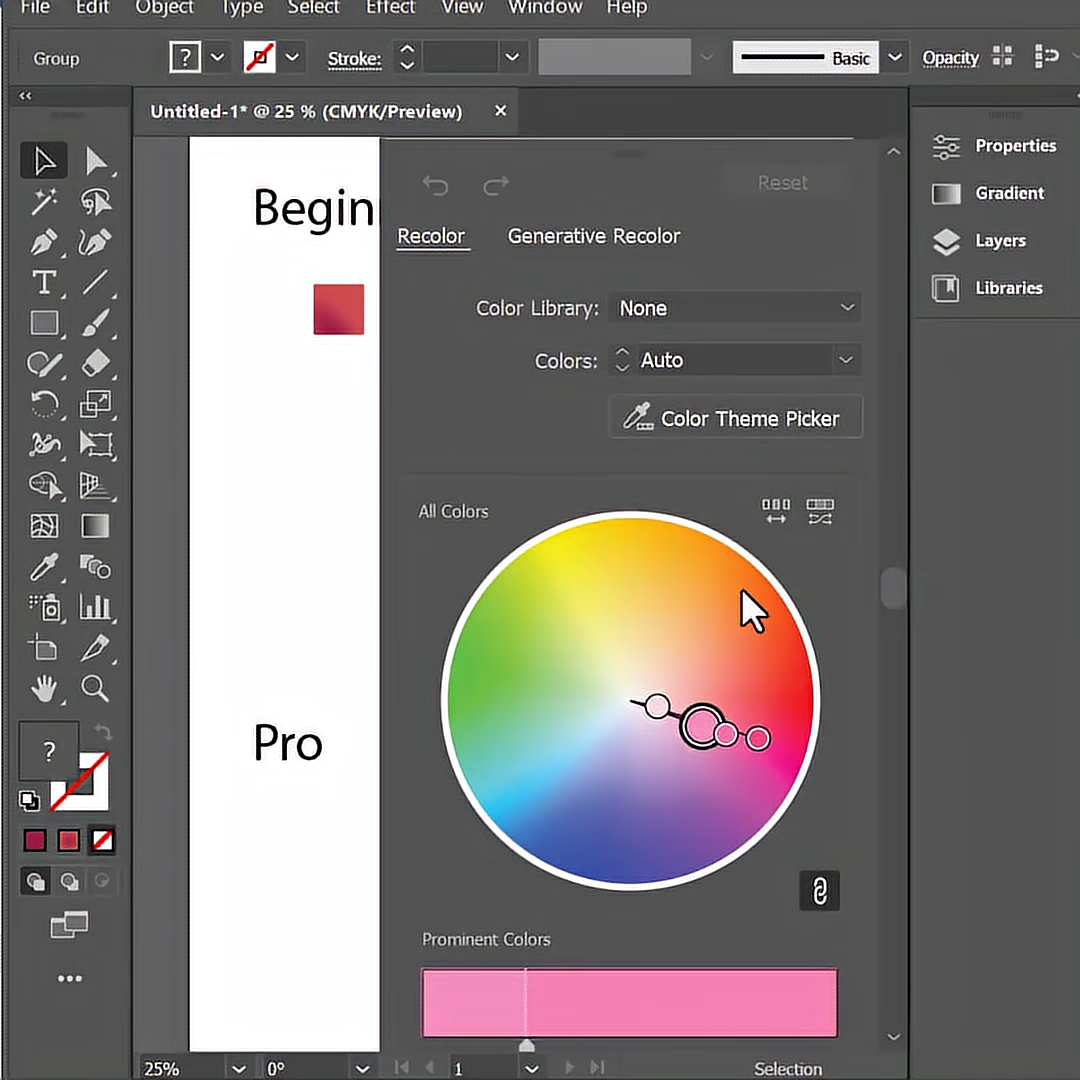 File Edit Object Type Select Effect View Window Help
Group ? Stroke: Basic Opacity
Untitled-1* @ 25 % (CMYK/Preview) ×
Properties
Gradient
Layers
Libraries
Begin
Reset
Recolor Generative Recolor
Color Library: None
Colors: Auto
Color Theme Picker
All Colors
Pro
?
Prominent Colors
25% 0° 1 Selection